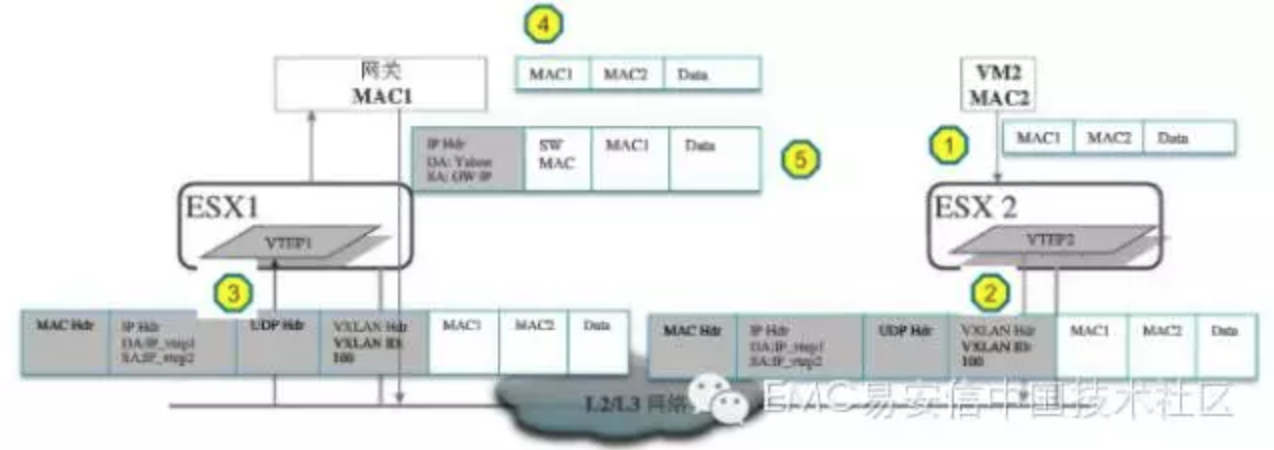 4
网关
MAC1
MAC1 MAC2 Data
VM2
MAC2
IP Hdr
DA: Yahoo
SA: GW IP
SW
MAC
MAC1
Data
5
1
MAC1 MAC2 Data
ESX1
VTEP1
ESX 2
VTEP2
3
2
MAC Hdr
IP Hdr
DA:IP_vtep1
SA:IP_vtep2
UDP Hdr
VXLAN Hdr
VXLAN ID:
100
MAC1
MAC2
Data
MAC Hdr
IP Hdr
DA:IP_vtep1
SA:IP_vtep2
UDP Hdr
VXLAN Hdr
VXLAN ID:
100
MAC1
MAC2
Data
L2/L3 网络
EMC易安信中国技术社区